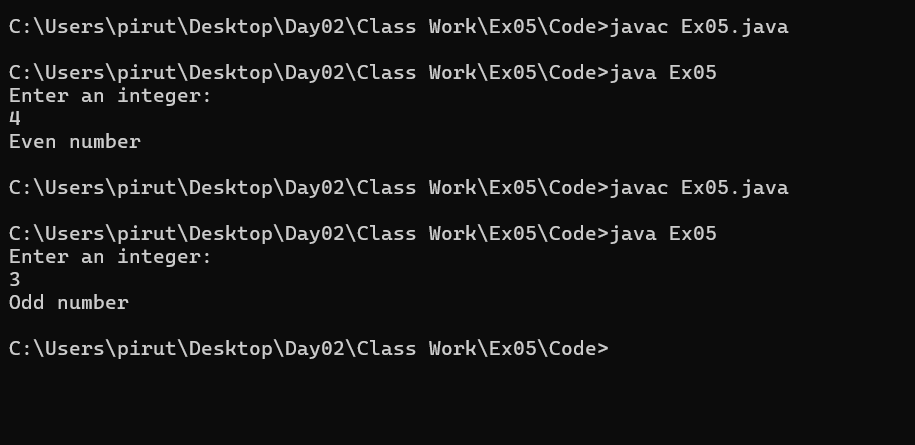 C:\Users\pirut\Desktop\Day02\Class Work\Ex05\Code>javac Ex05.java
C:\Users\pirut\Desktop\Day02\Class Work\Ex05\Code>java Ex05
Enter an integer:
4
Even number
C:\Users\pirut\Desktop\Day02\Class Work\Ex05\Code>javac Ex05.java
C:\Users\pirut\Desktop\Day02\Class Work\Ex05\Code>java Ex05
Enter an integer:
3
Odd number
C:\Users\pirut\Desktop\Day02\Class Work\Ex05\Code>